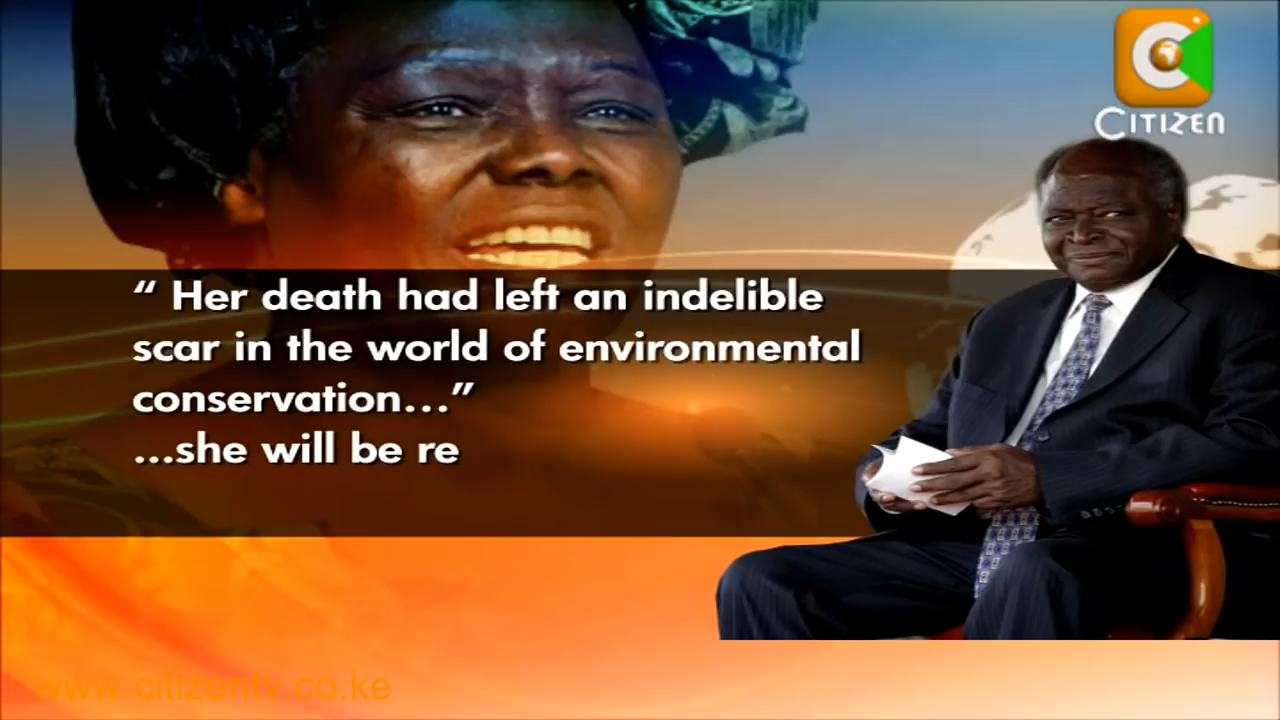 CITIZEN
“ Her death had left an indelible
scar in the world of environmental
conservation...”
...she will be re
www.citizentv.co.ke